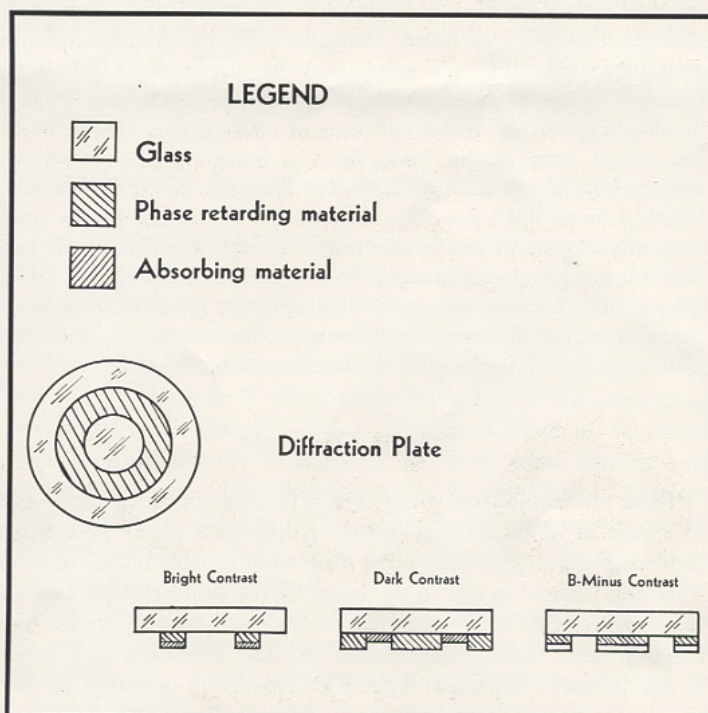 LEGEND
Glass
Phase retarding material
Absorbing material
Diffraction Plate
Bright Contrast
Dark Contrast
B-Minus Contrast